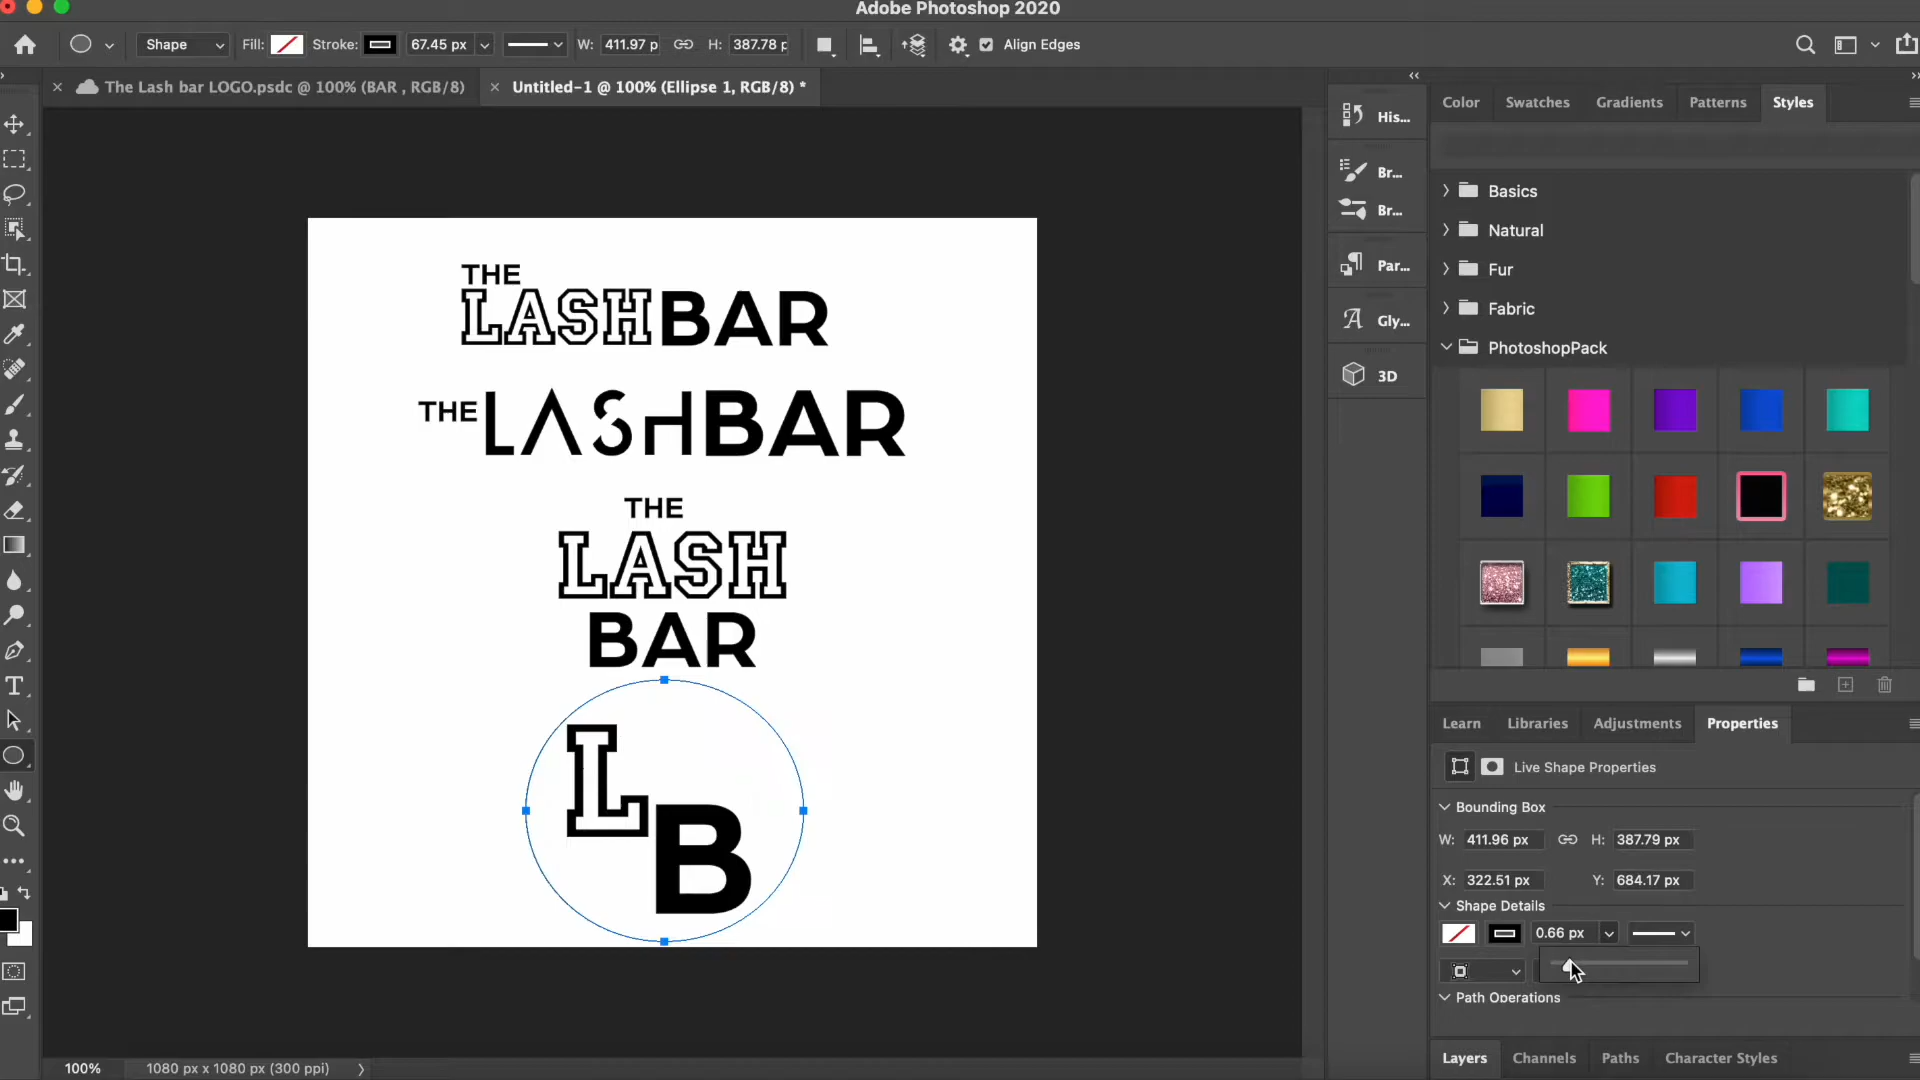 Adobe Photoshop 2020
Shape Fill: Stroke: 67.45 px W: 411.97 p H: 387.78 Align Edges
The Lash bar LOGO.psdc @ 100% (BAR , RGB/8) Untitled-1 @ 100% (Ellipse 1, RGB/8) *
THE
LASHBAR
THE LASHBAR
THE
LASH
BAR
L
B
His...
Br...
Br...
Par...
Gly...
3D
Color Swatches Gradients Patterns Styles
Basics
Natural
Fur
Fabric
PhotoshopPack
Learn Libraries Adjustments Properties
Live Shape Properties
Bounding Box
W: 411.96 px H: 387.79 px
X: 322.51 px Y: 684.17 px
Shape Details
0.66 px
Path Operations
Layers Channels Paths Character Styles
100% 1080 px x 1080 px (300 ppi)